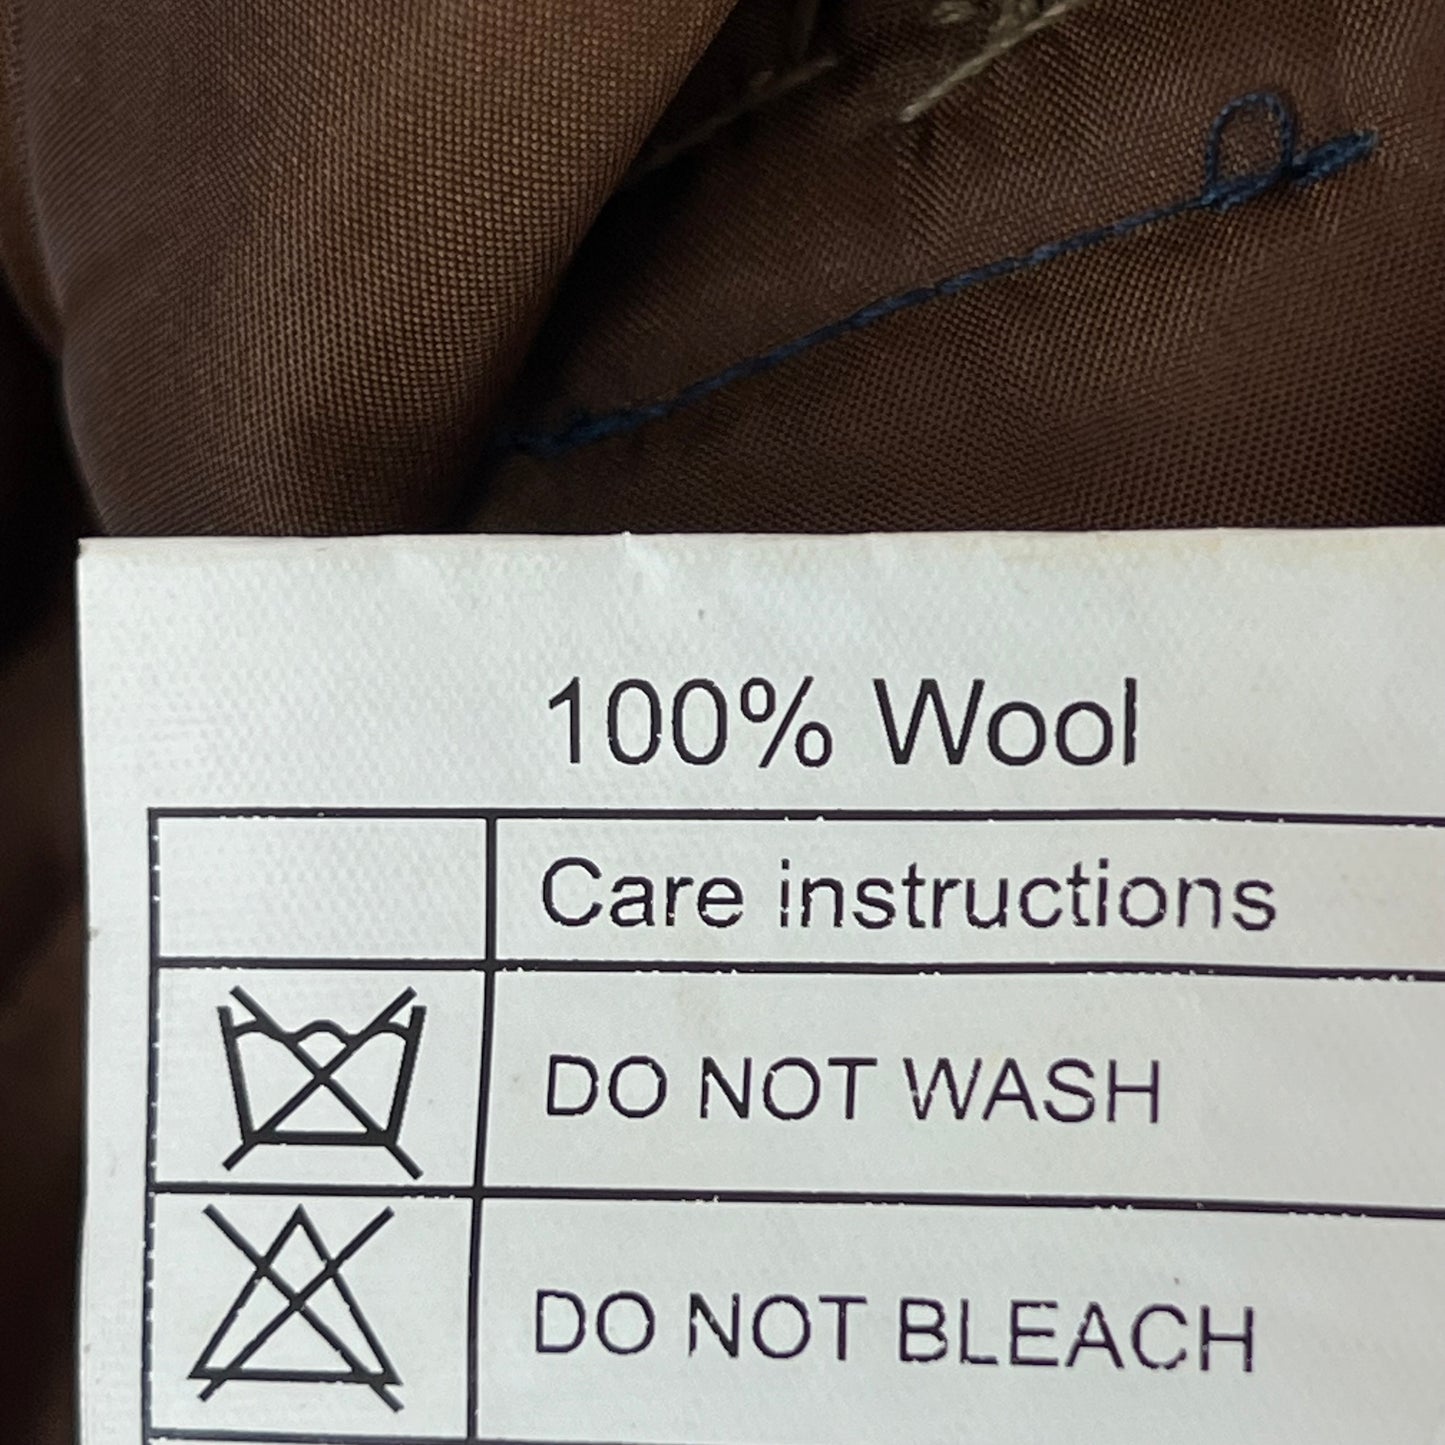 100% Wool
Care instructions
DO NOT WASH
DO NOT BLEACH